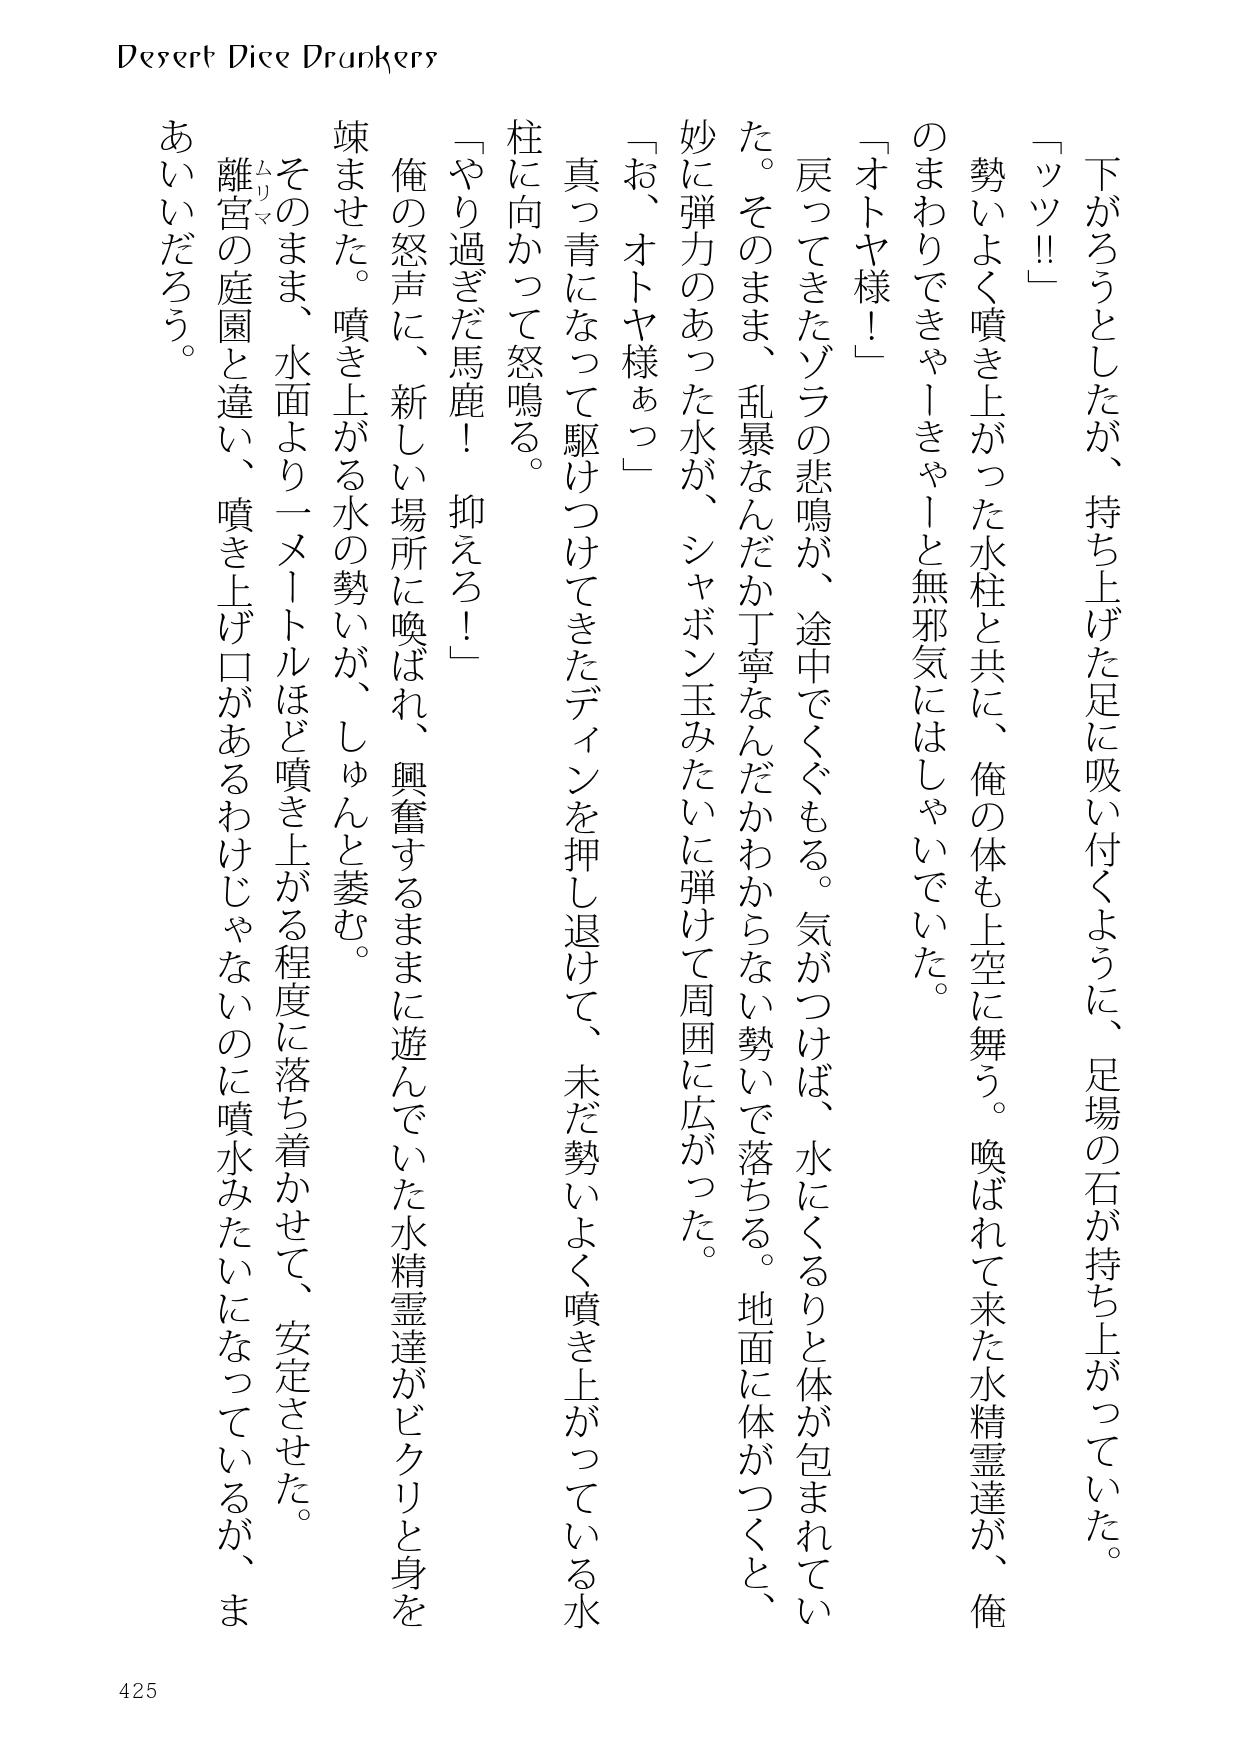 Desert Dice Drunkers
下がろうとしたが、持ち上げた足に吸い付くように、足場の石が持ち上がっていた。
「ッツ!!」
勢いよく噴き上がった水柱と共に、俺の体も上空に舞う。喚ばれて来た水精霊達が、俺
のまわりできゃーきゃーと無邪気にはしゃいでいた。
「オトヤ様！」
戻ってきたゾラの悲鳴が、途中でくぐもる。気がつけば、水にくるりと体が包まれてい
た。そのまま、乱暴なんだか丁寧なんだかわからない勢いで落ちる。地面に体がつくと、
妙に弾力のあった水が、シャボン玉みたいに弾けて周囲に広がった。
「お、オトヤ様ぁっ」
真っ青になって駆けつけてきたディンを押し退けて、未だ勢いよく噴き上がっている水
柱に向かって怒鳴る。
「やり過ぎだ馬鹿！　抑えろ！」
俺の怒声に、新しい場所に喚ばれ、興奮するままに遊んでいた水精霊達がビクリと身を
竦ませた。噴き上がる水の勢いが、しゅんと萎む。
そのまま、水面より一メートルほど噴き上がる程度に落ち着かせて、安定させた。
ムリマ
離宮の庭園と違い、噴き上げ口があるわけじゃないのに噴水みたいになっているが、ま
あいいだろう。
425